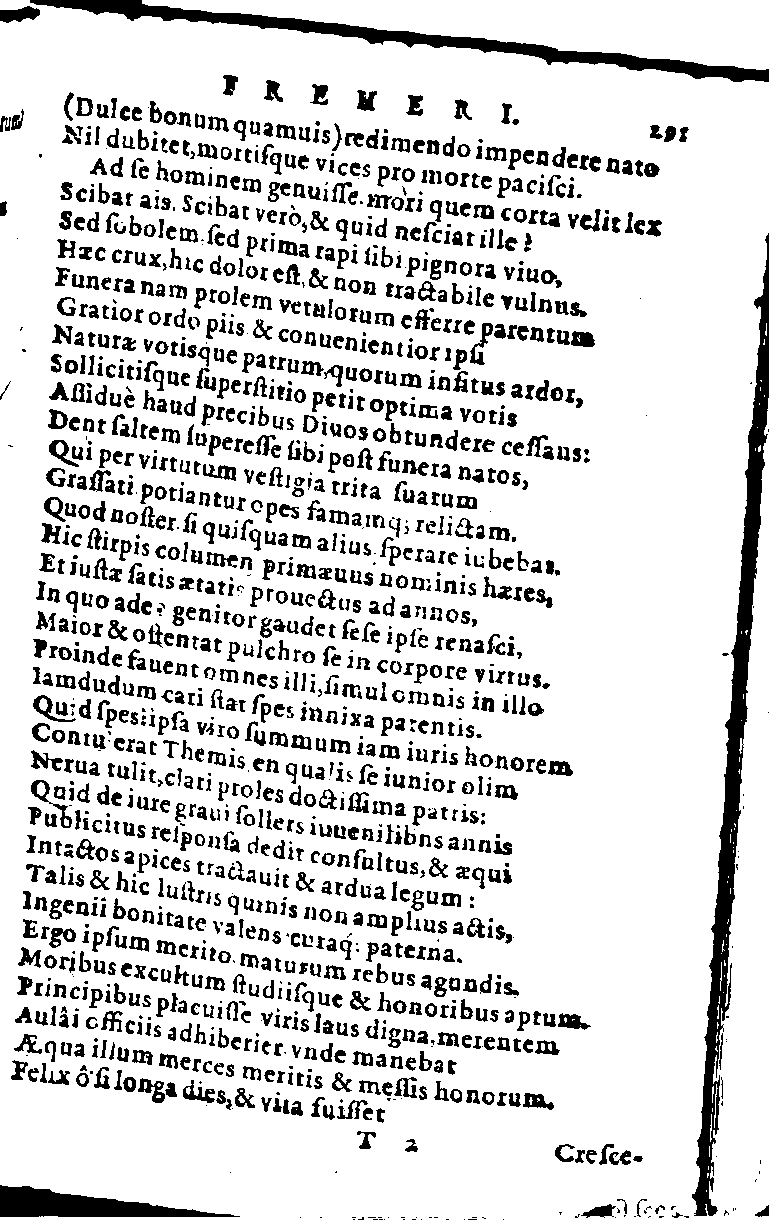 FREMERI. 291
(Dulce bonum quamuis) redimendo impendere nato
Nil dubitet, mortiſque vices pro morte paciſci.
Ad ſe hominem genuiſſe. mori quem corta velit lex
Scibat ais. Scibat verò, & quid neſciat ille?
Sed ſobolem. ſed prima rapi ſibi pignora viuo,
Hæc crux, hic dolor eſt, & non tractabile vulnus.
Funera nam prolem vetulorum efferre parentum
Gratior ordo piis & conuenientior ipſi
Naturæ votisque patrum, quorum inſitus ardor,
Sollicitiſque ſuperſtitio petit optima votis
Aſſiduè haud precibus Diuos obtundere ceſſans:
Dent ſaltem ſupereſſe ſibi poſt funera natos,
Qui per virtutum veſtigia trita ſuarum
Graſſati potiantur opes famamq; relictam.
Quod noſter. ſi quiſquam alius ſperare iubebat.
Hic ſtirpis columen primæuus nominis hæres,
Et iuſtæ ſatis ætatis prouectus ad annos,
In quo adeo genitor gaudet ſeſe ipſe renaſci,
Maior & oſtentat pulchro ſe in corpore virtus.
Proinde fauent omnes illi, ſimul omnis in illo
Iamdudum cari ſtat ſpes innixa parentis.
Quid ſpes? ipſa viro ſummum iam iuris honorem
Contulerat Themis. en qualis ſe iunior olim
Nerua tulit, clari proles doctiſſima patris:
Quid de iure graui ſollers iuuenilibns annis
Publicitus reſponſa dedit conſultus, & æqui
Intactos apices tractauit & ardua legum:
Talis & hic luſtris quinis non amplius actis,
Ingenii bonitate valens curaq; paterna.
Ergo ipſum merito. maturum rebus agundis.
Moribus excultum ſtudiiſque & honoribus aptum.
Principibus placuiſſe viris laus digna, merentem
Aulâi officiis adhiberier. vnde manebat
Æqua illum merces meritis & meſſis honorum.
Felix ô ſi longa dies, & vita fuiſſet
T 2 Creſce-